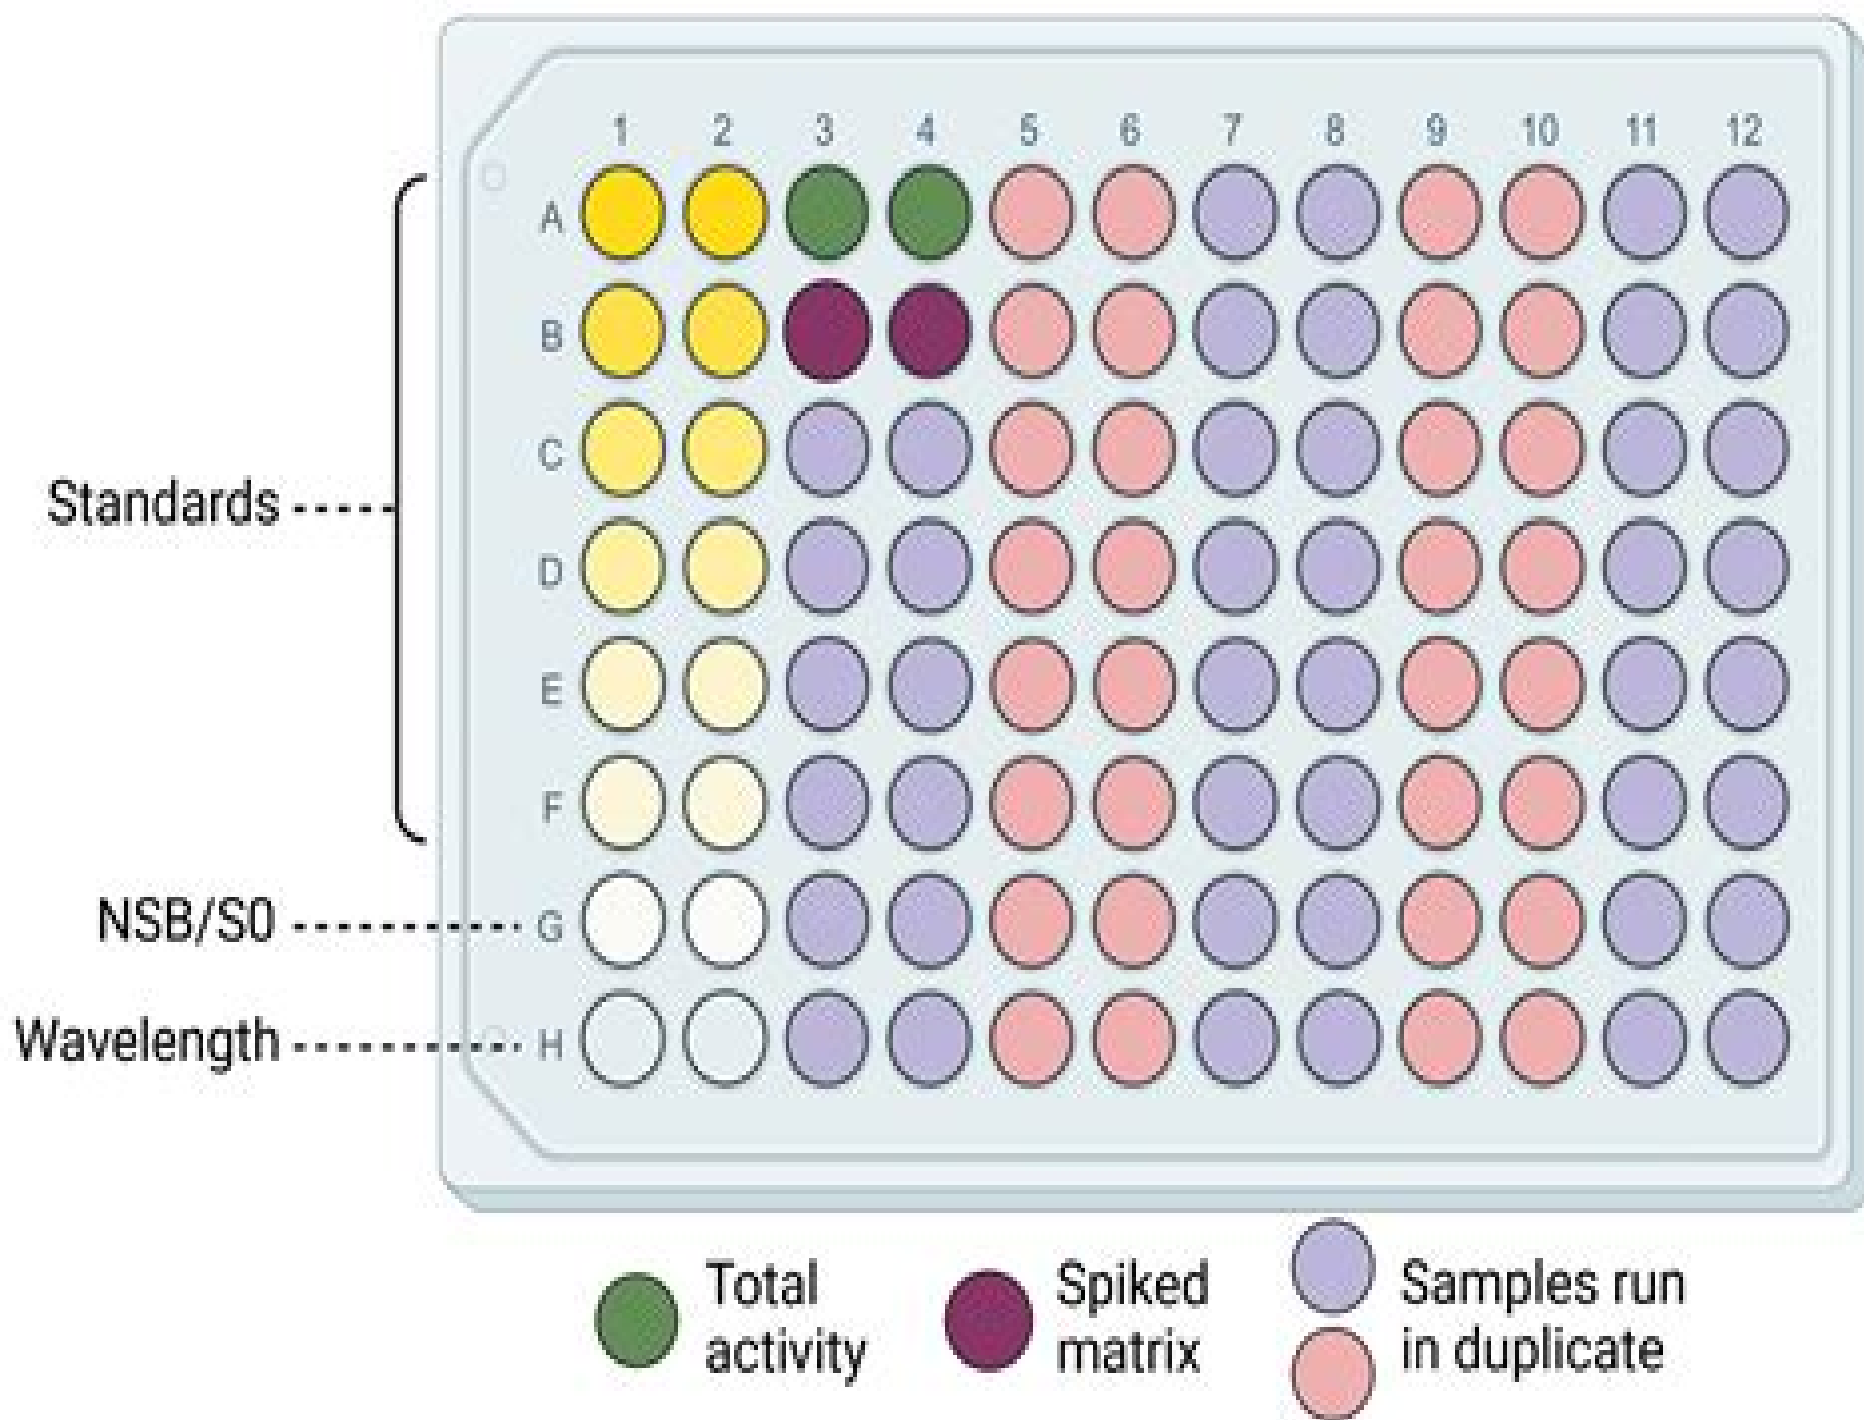 1 2 3 4 5 6 7 8 9 10 11 12
A
B
C
Standards
D
E
F
NSB/S0
G
Wavelength
H
Total
activity
Spiked
matrix
Samples run
in duplicate